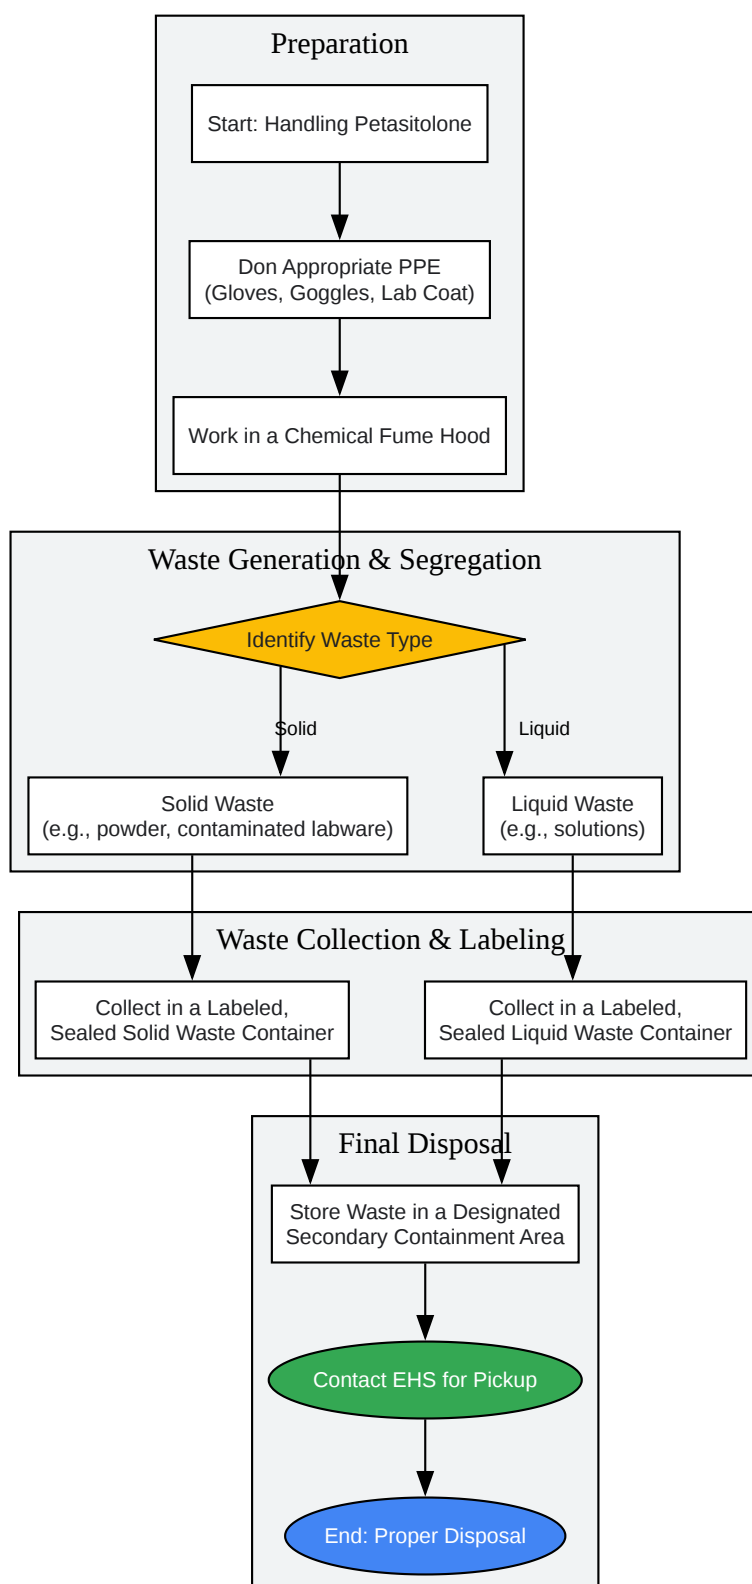 Preparation
Start: Handling Petasitolone
Don Appropriate PPE
(Gloves, Goggles, Lab Coat)
Work in a Chemical Fume Hood
Waste Generation & Segregation
Identify Waste Type
Solid
Liquid
Solid Waste
(e.g., powder, contaminated labware)
Liquid Waste
(e.g., solutions)
Waste Collection & Labeling
Collect in a Labeled,
Sealed Solid Waste Container
Collect in a Labeled,
Sealed Liquid Waste Container
Final Disposal
Store Waste in a Designated
Secondary Containment Area
Contact EHS for Pickup
End: Proper Disposal